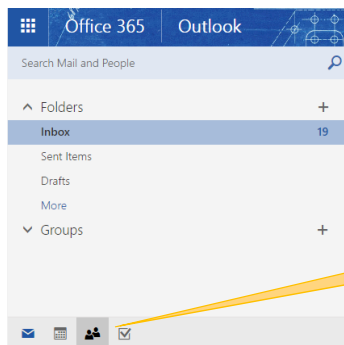 Office 365 Outlook
Search Mail and People
Folders
Inbox 19
Sent Items
Drafts
More
Groups